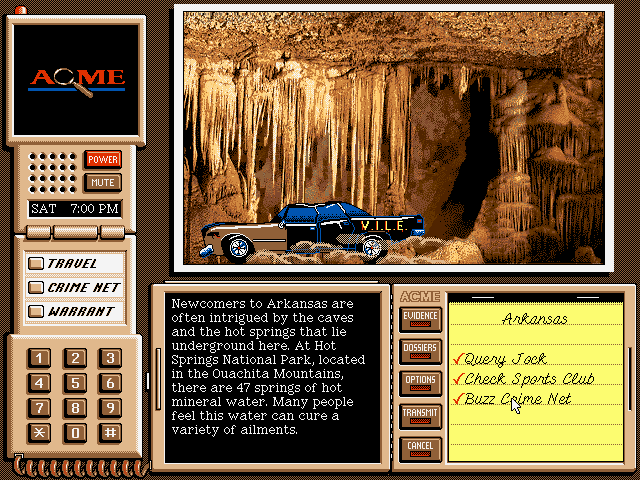 ACME
POWER
MUTE
SAT 7:00 PM
TRAVEL
CRIME NET
WARRANT
1 2 3
4 5 6
7 8 9
* 0 #
V.I.L.E.
Newcomers to Arkansas are
often intrigued by the caves
and the hot springs that lie
underground here. At Hot
Springs National Park, located
in the Ouachita Mountains,
there are 47 springs of hot
mineral water. Many people
feel this water can cure a
variety of ailments.
ACME
EVIDENCE
DOSSIERS
OPTIONS
TRANSMIT
CANCEL
Arkansas
Query Jock
Check Sports Club
Buzz Crime Net